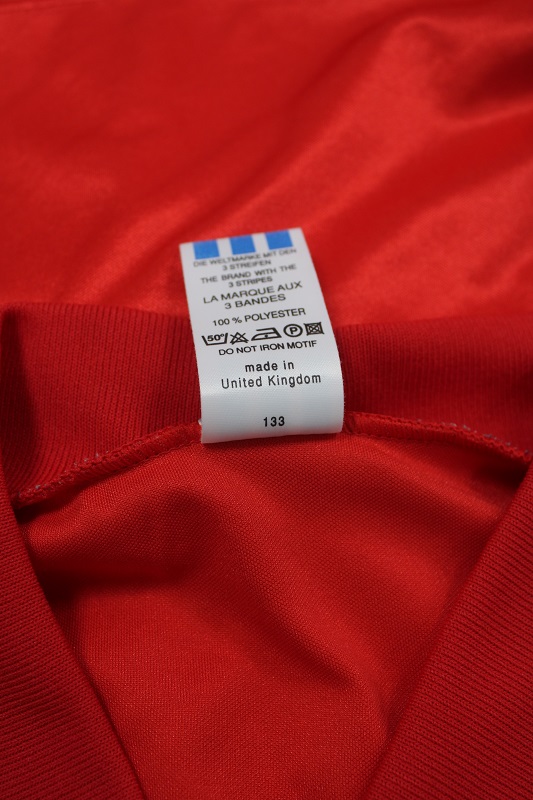 DIE WELTMARKE MIT DEN
3 STREIFEN
THE BRAND WITH THE
3 STRIPES
LA MARQUE AUX
3 BANDES
100 % POLYESTER
50° P
DO NOT IRON MOTIF
made in
United Kingdom
133